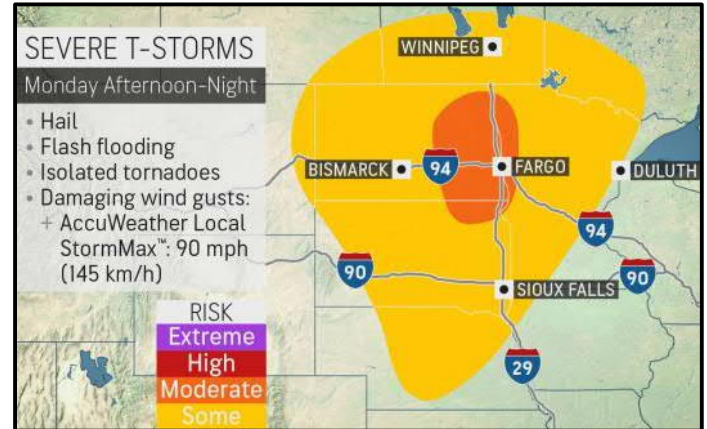 SEVERE T-STORMS
Monday Afternoon-Night
• Hail
• Flash flooding
• Isolated tornadoes
• Damaging wind gusts:
+ AccuWeather Local
StormMax™: 90 mph
(145 km/h)
RISK
Extreme
High
Moderate
Some
WINNIPEG
BISMARCK
94
FARGO
DULUTH
94
90
90
SIOUX FALLS
29